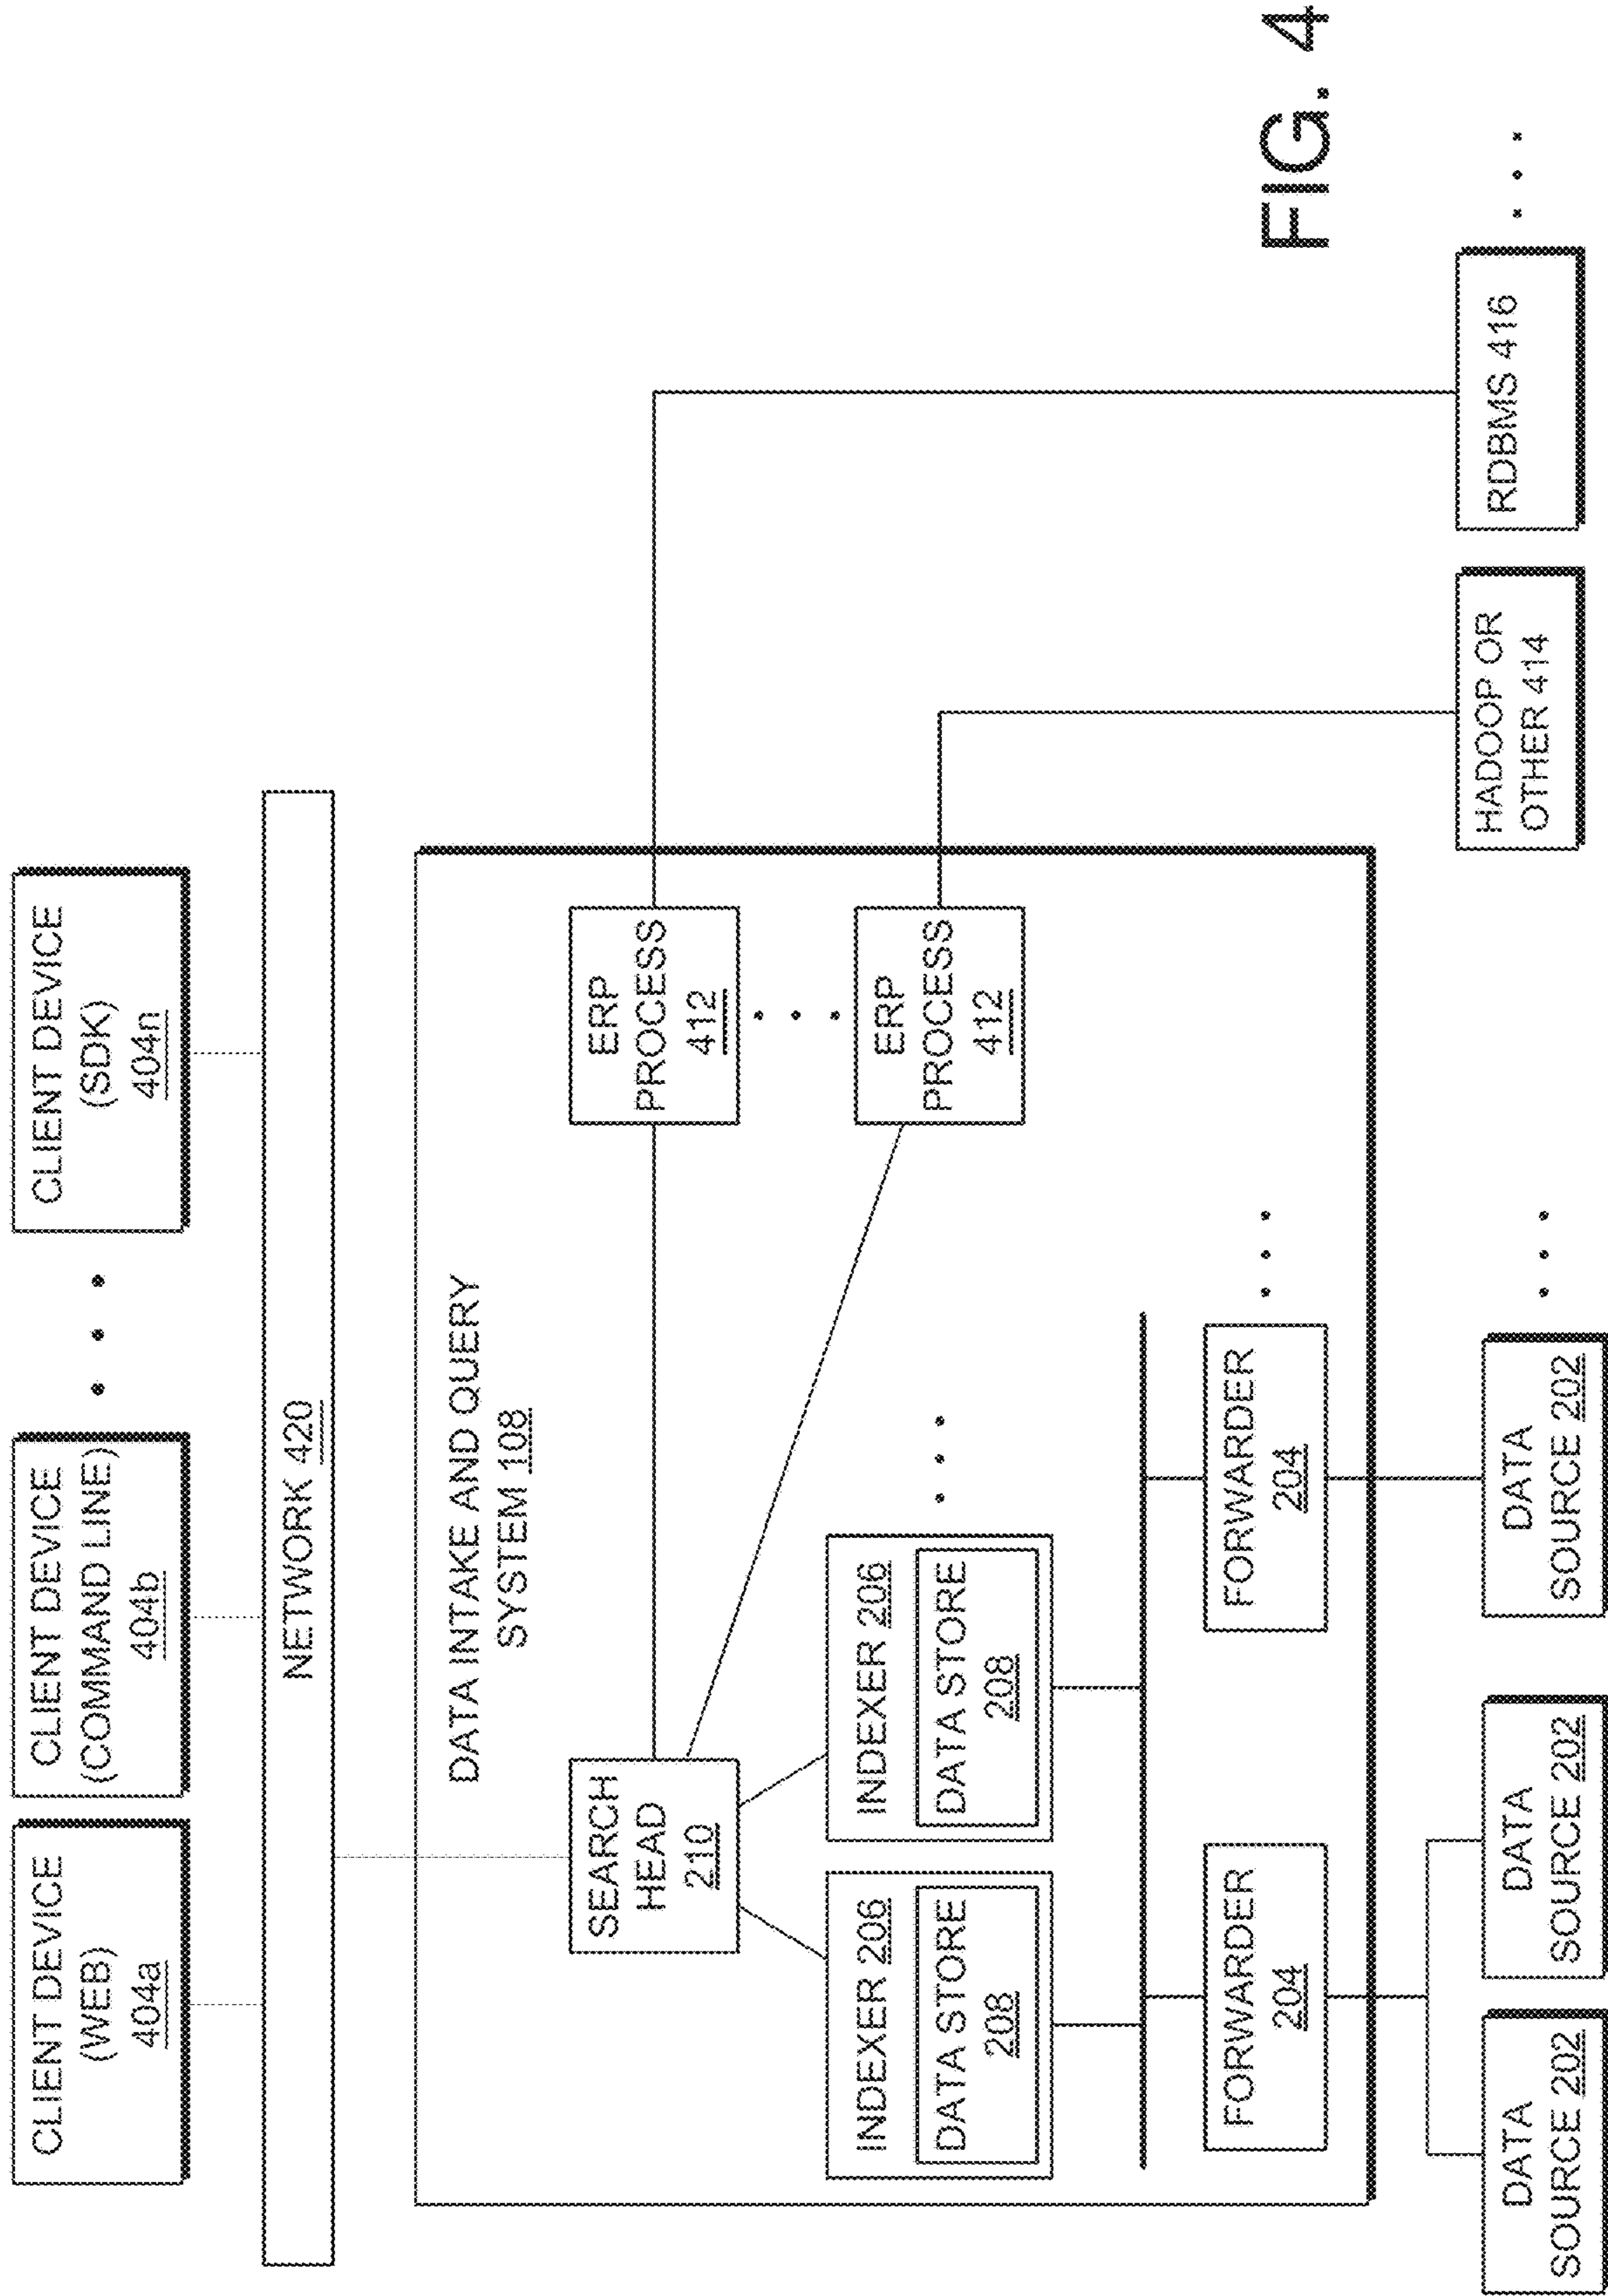 CLIENT DEVICE
(WEB)
404a
CLIENT DEVICE
(COMMAND LINE)
404b
CLIENT DEVICE
(SDK)
404n
NETWORK 420
DATA INTAKE AND QUERY
SYSTEM 108
SEARCH
HEAD
210
ERP
PROCESS
412
INDEXER 206
DATA STORE
208
INDEXER 206
DATA STORE
208
ERP
PROCESS
412
FORWARDER
204
FORWARDER
204
DATA
SOURCE 202
DATA
SOURCE 202
DATA
SOURCE 202
HADOOP OR
OTHER 414
RDBMS 416
FIG. 4